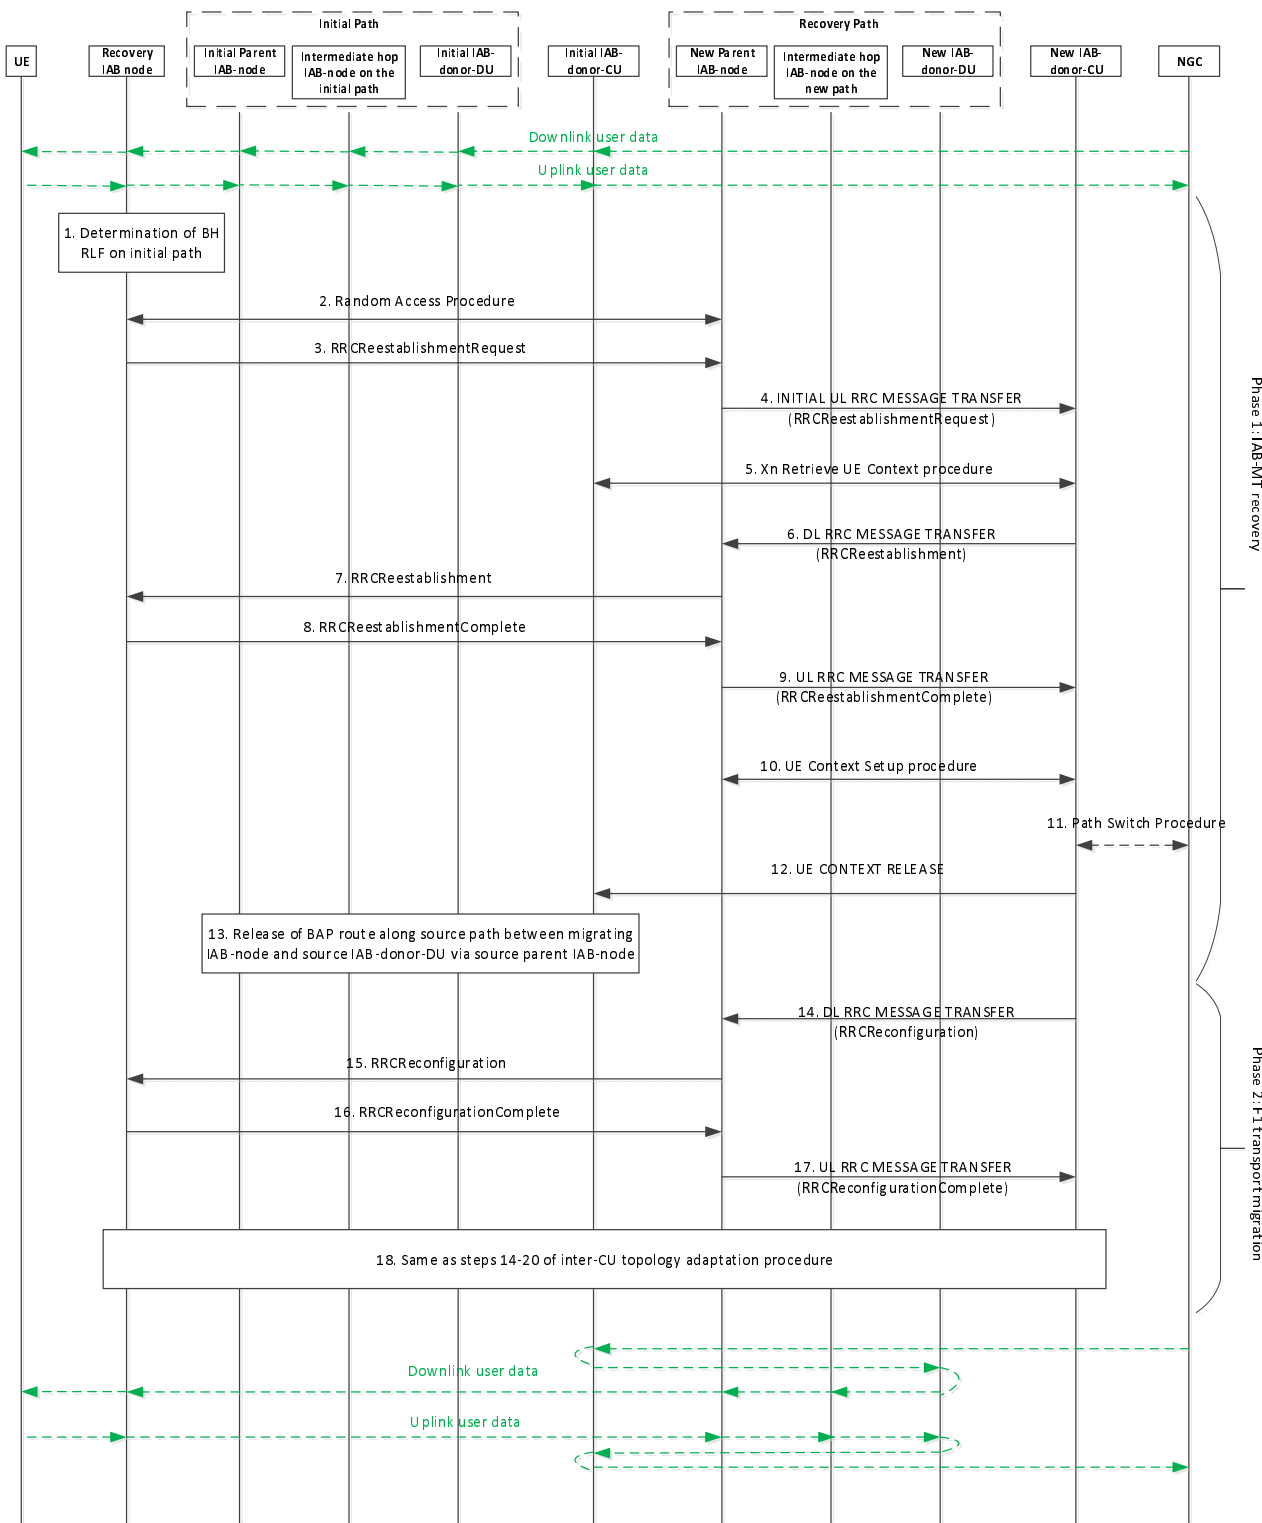 Initial Path
Recovery Path
UE
Recovery
IAB node
Initial Parent
IAB-node
Intermediate hop
IAB-node on the
initial path
Initial IAB-
donor-DU
Initial IAB-
donor-CU
New Parent
IAB-node
Intermediate hop
IAB-node on the
new path
New IAB-
donor-DU
New IAB-
donor-CU
NGC
Downlink user data
Uplink user data
1. Determination of BH
RLF on initial path
2. Random Access Procedure
3. RRCReestablishmentRequest
4. INITIAL UL RRC MESSAGE TRANSFER
(RRCReestablishmentRequest)
5. Xn Retrieve UE Context procedure
6. DL RRC MESSAGE TRANSFER
(RRCReestablishment)
7. RRCReestablishment
8. RRCReestablishmentComplete
9. UL RRC MESSAGE TRANSFER
(RRCReestablishmentComplete)
10. UE Context Setup procedure
11. Path Switch Procedure
12. UE CONTEXT RELEASE
Phase 1: IAB-MT recovery
13. Release of BAP route along source path between migrating
IAB-node and source IAB-donor-DU via source parent IAB-node
14. DL RRC MESSAGE TRANSFER
(RRCReconfiguration)
15. RRCReconfiguration
16. RRCReconfigurationComplete
17. UL RRC MESSAGE TRANSFER
(RRCReconfigurationComplete)
Phase 2: F1 transport migration
18. Same as steps 14-20 of inter-CU topology adaptation procedure
Downlink user data
Uplink user data